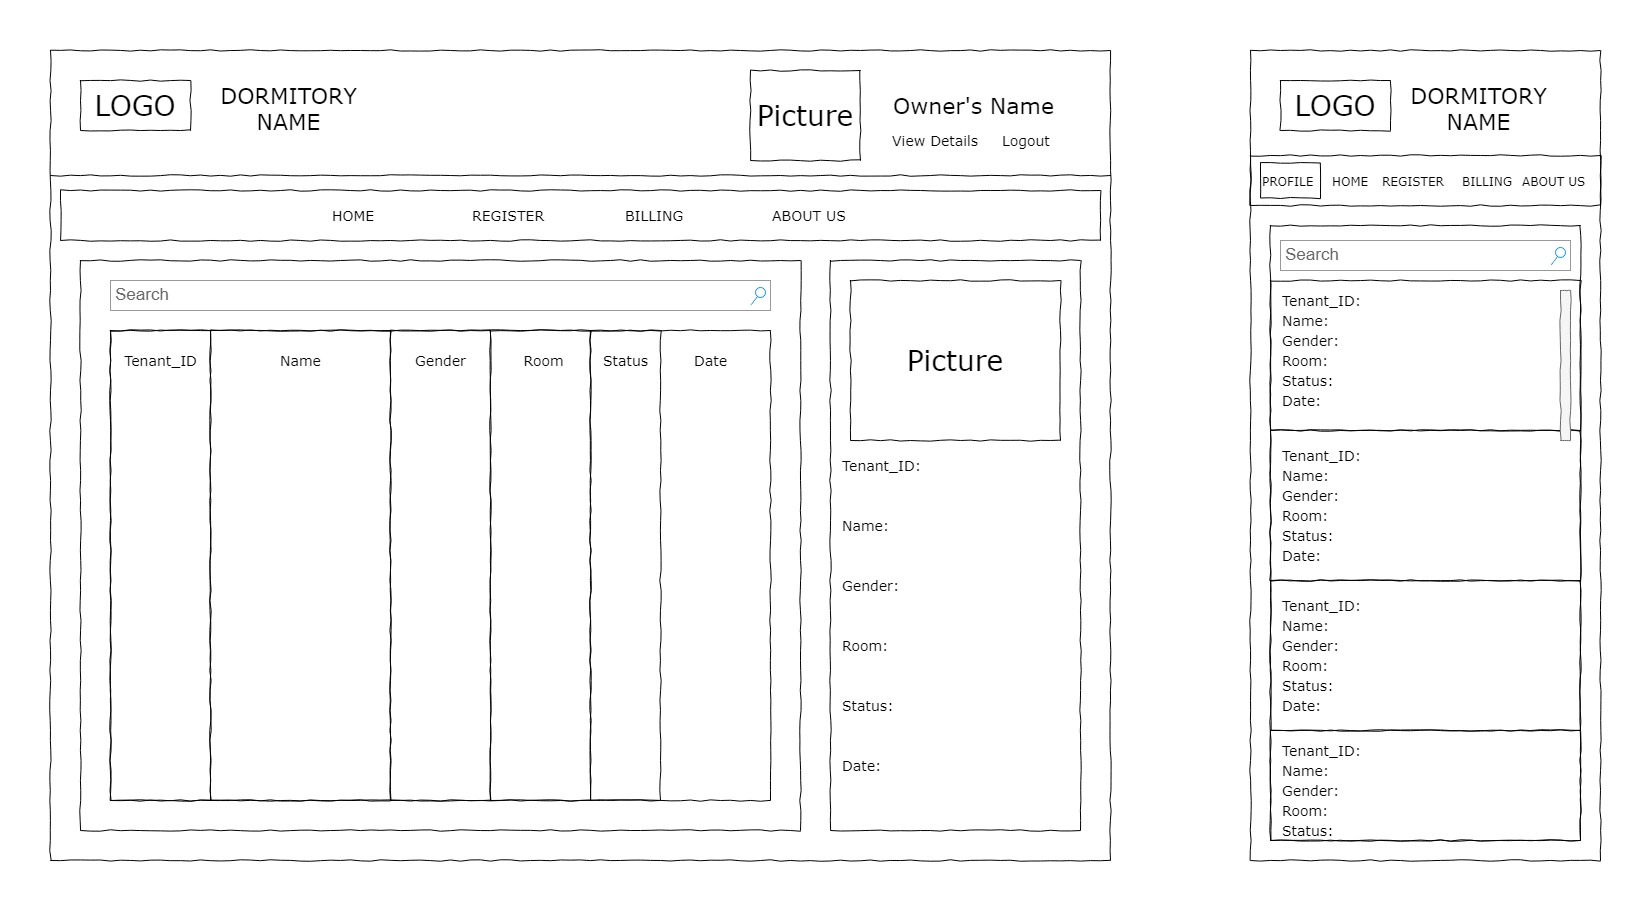 LOGO
DORMITORY
NAME
Picture
Owner's Name
View Details Logout
HOME REGISTER BILLING ABOUT US
Search
Tenant_ID Name Gender Room Status Date
Picture
Tenant_ID:
Name:
Gender:
Room:
Status:
Date:
LOGO
DORMITORY
NAME
PROFILE HOME REGISTER BILLING ABOUT US
Search
Tenant_ID:
Name:
Gender:
Room:
Status:
Date:
Tenant_ID:
Name:
Gender:
Room:
Status:
Date:
Tenant_ID:
Name:
Gender:
Room:
Status:
Date:
Tenant_ID:
Name:
Gender:
Room:
Status: